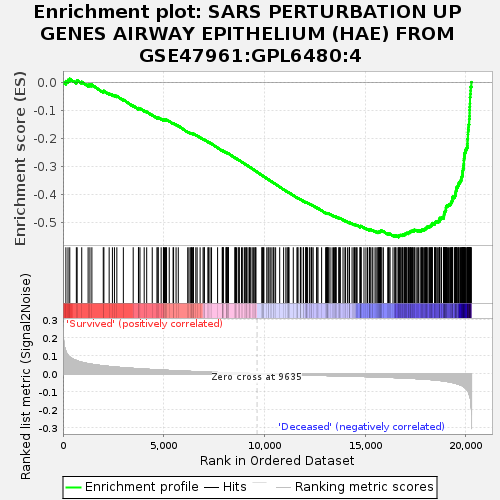 Enrichment plot: SARS PERTURBATION UP
GENES AIRWAY EPITHELIUM (HAE) FROM
GSE47961:GPL6480:4
Enrichment score (ES)
0.0
-0.1
-0.2
-0.3
-0.4
-0.5
Ranked list metric (Signal2Noise)
0.3
0.2
0.1
0.0
-0.1
-0.2
-0.3
'Survived' (positively correlated)
Zero cross at 9635
'Deceased' (negatively correlated)
0
5,000
10,000
15,000
20,000
Rank in Ordered Dataset
Enrichment profile
Hits
Ranking metric scores